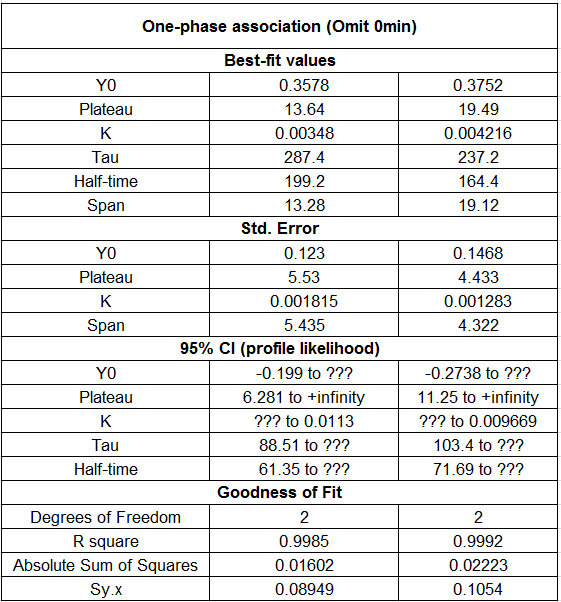 One-phase association (Omit 0min)
Best-fit values
Y0 0.3578 0.3752
Plateau 13.64 19.49
K 0.00348 0.004216
Tau 287.4 237.2
Half-time 199.2 164.4
Span 13.28 19.12
Std. Error
Y0 0.123 0.1468
Plateau 5.53 4.433
K 0.001815 0.001283
Span 5.435 4.322
95% CI (profile likelihood)
Y0 -0.199 to ??? -0.2738 to ???
Plateau 6.281 to +infinity 11.25 to +infinity
K ??? to 0.0113 ??? to 0.009669
Tau 88.51 to ??? 103.4 to ???
Half-time 61.35 to ??? 71.69 to ???
Goodness of Fit
Degrees of Freedom 2 2
R square 0.9985 0.9992
Absolute Sum of Squares 0.01602 0.02223
Sy.x 0.08949 0.1054